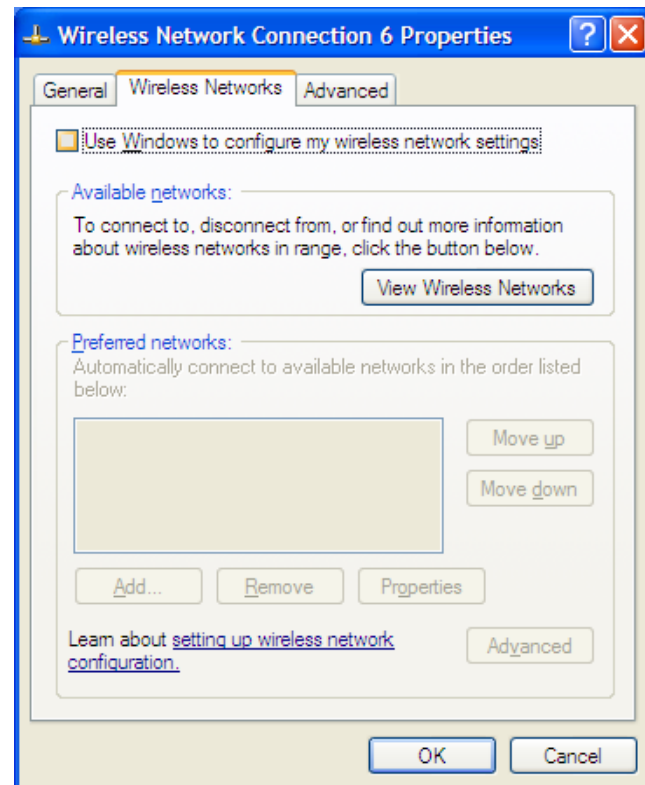 Wireless Network Connection 6 Properties
General Wireless Networks Advanced
Use Windows to configure my wireless network settings
Available networks:
To connect to, disconnect from, or find out more information
about wireless networks in range, click the button below.
View Wireless Networks
Preferred networks:
Automatically connect to available networks in the order listed
below:
Move up
Move down
Add... Remove Properties
Learn about setting up wireless network
configuration.
Advanced
OK Cancel